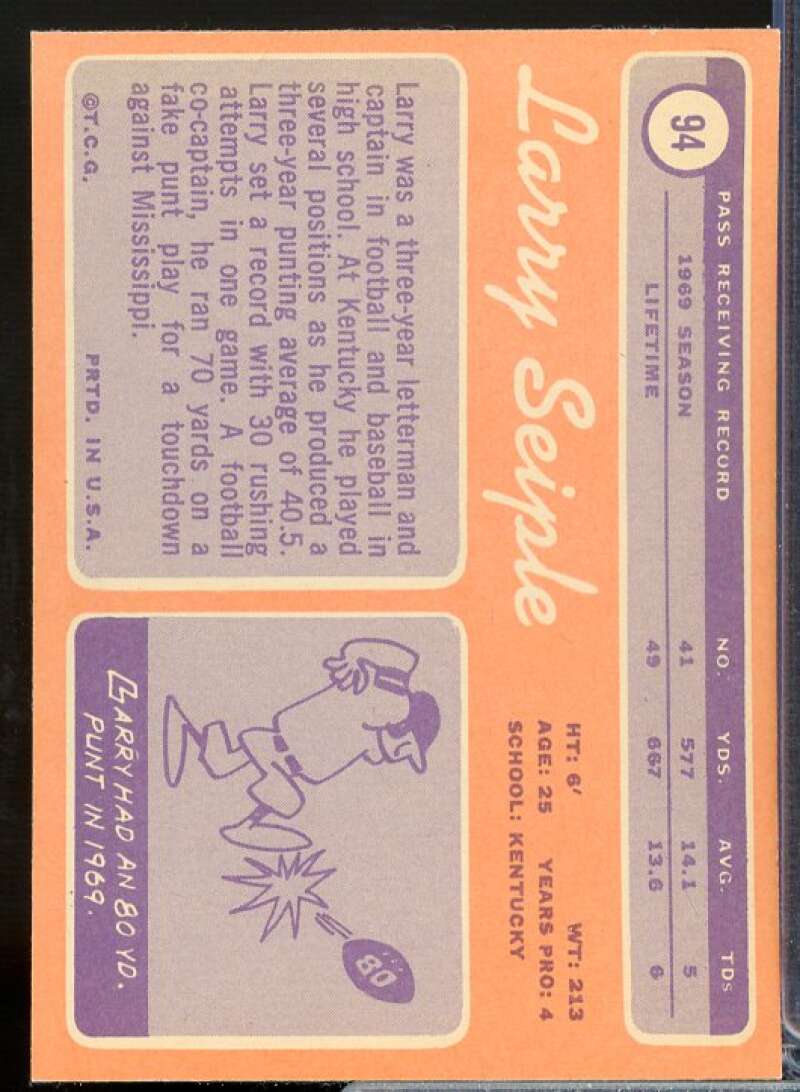 94
PASS RECEIVING RECORD NO. YDS. AVG. TDS
1969 SEASON 41 577 14.1 5
LIFETIME 49 667 13.6 6
Larry Seiple
HT: 6' WT: 213
AGE: 25 YEARS PRO: 4
SCHOOL: KENTUCKY
Larry was a three-year letterman and
captain in football and baseball in
high school. At Kentucky he played
several positions as he produced a
three-year punting average of 40.5.
Larry set a record with 30 rushing
attempts in one game. A football
co-captain, he ran 70 yards on a
fake punt play for a touchdown
against Mississippi.
©T.C.G. PRTD. IN U.S.A.
80
LARRY HAD AN 80 YD.
PUNT IN 1969.